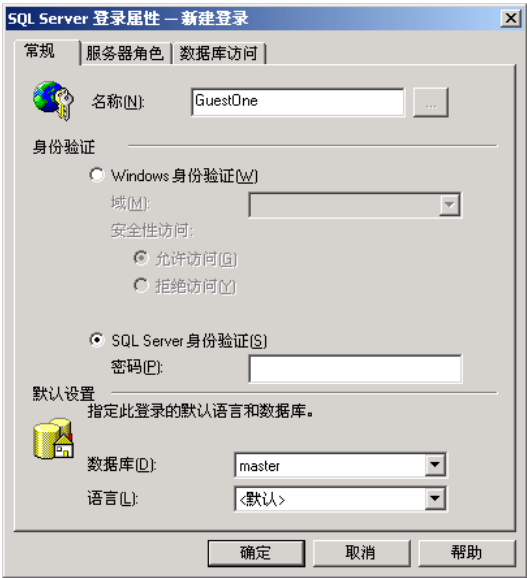 SQL Server 登录属性 — 新建登录
常规 服务器角色 数据库访问
名称(N): GuestOne ...
身份验证
Windows 身份验证(W)
域(M):
安全性访问:
允许访问(G)
拒绝访问(Y)
SQL Server 身份验证(S)
密码(P):
默认设置
指定此登录的默认语言和数据库。
数据库(D): master
语言(L): <默认>
确定 取消 帮助